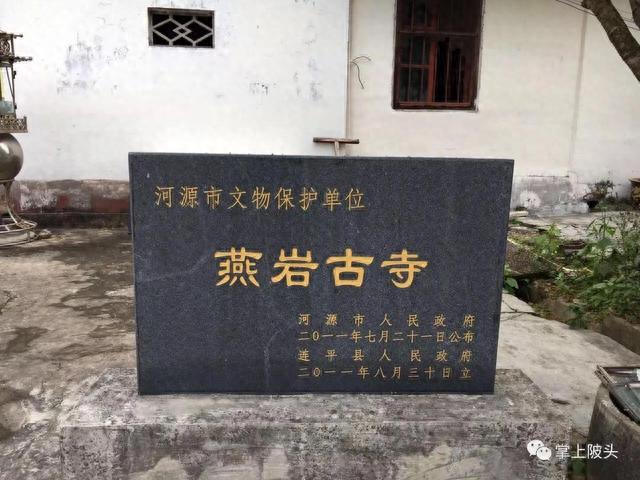 河源市文物保护单位
燕岩古寺
河源市人民政府
二〇一一年七月二十一日公布
连平县人民政府
二〇一一年八月三十日立
掌上陂头